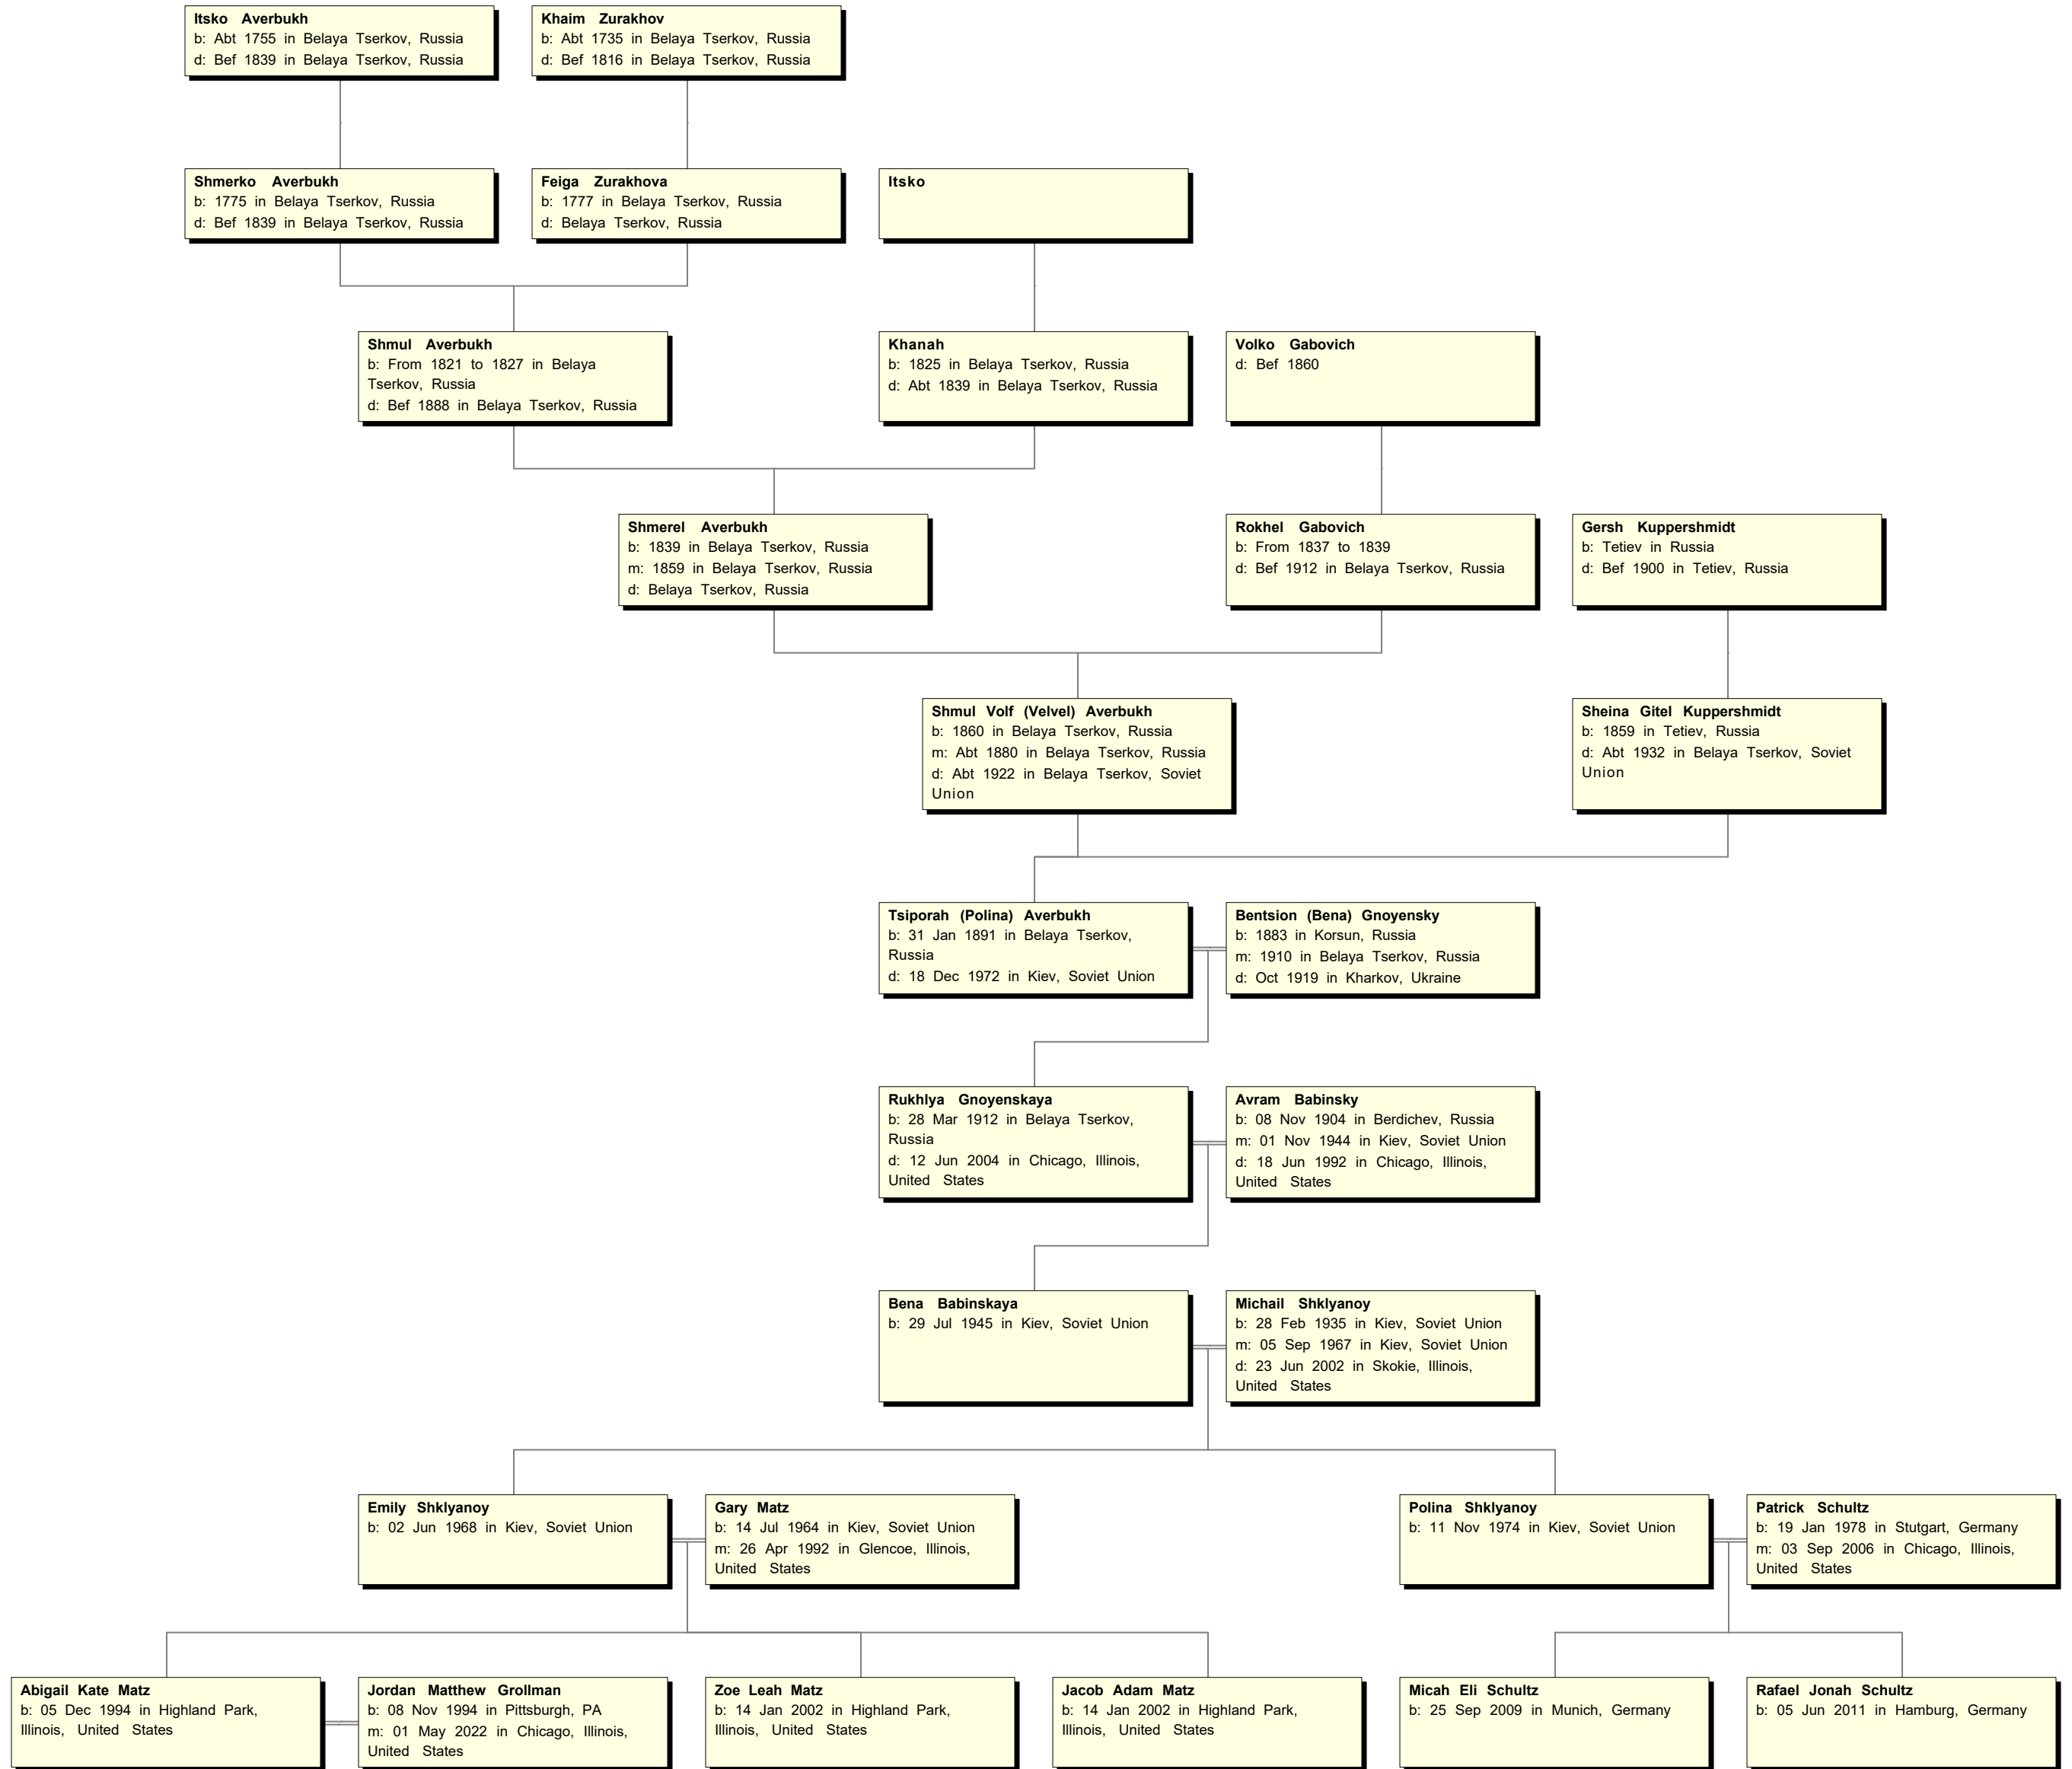 Itsko Averbukh
b: Abt 1755 in Belaya Tserkov, Russia
d: Bef 1839 in Belaya Tserkov, Russia
Khaim Zurakhov
b: Abt 1735 in Belaya Tserkov, Russia
d: Bef 1816 in Belaya Tserkov, Russia
Shmerko Averbukh
b: 1775 in Belaya Tserkov, Russia
d: Bef 1839 in Belaya Tserkov, Russia
Feiga Zurakhova
b: 1777 in Belaya Tserkov, Russia
d: Belaya Tserkov, Russia
Itsko
Shmul Averbukh
b: From 1821 to 1827 in Belaya
Tserkov, Russia
d: Bef 1888 in Belaya Tserkov, Russia
Khanah
b: 1825 in Belaya Tserkov, Russia
d: Abt 1839 in Belaya Tserkov, Russia
Volko Gabovich
d: Bef 1860
Shmerel Averbukh
b: 1839 in Belaya Tserkov, Russia
m: 1859 in Belaya Tserkov, Russia
d: Belaya Tserkov, Russia
Rokhel Gabovich
b: From 1837 to 1839
d: Bef 1912 in Belaya Tserkov, Russia
Gersh Kuppershmidt
b: Tetiev in Russia
d: Bef 1900 in Tetiev, Russia
Shmul Volf (Velvel) Averbukh
b: 1860 in Belaya Tserkov, Russia
m: Abt 1880 in Belaya Tserkov, Russia
d: Abt 1922 in Belaya Tserkov, Soviet
Union
Sheina Gitel Kuppershmidt
b: 1859 in Tetiev, Russia
d: Abt 1932 in Belaya Tserkov, Soviet
Union
Tsiporah (Polina) Averbukh
b: 31 Jan 1891 in Belaya Tserkov,
Russia
d: 18 Dec 1972 in Kiev, Soviet Union
Bentsion (Bena) Gnoyensky
b: 1883 in Korsun, Russia
m: 1910 in Belaya Tserkov, Russia
d: Oct 1919 in Kharkov, Ukraine
Rukhlya Gnoyenskaya
b: 28 Mar 1912 in Belaya Tserkov,
Russia
d: 12 Jun 2004 in Chicago, Illinois,
United States
Avram Babinsky
b: 08 Nov 1904 in Berdichev, Russia
m: 01 Nov 1944 in Kiev, Soviet Union
d: 18 Jun 1992 in Chicago, Illinois,
United States
Bena Babinskaya
b: 29 Jul 1945 in Kiev, Soviet Union
Michail Shklyanoy
b: 28 Feb 1935 in Kiev, Soviet Union
m: 05 Sep 1967 in Kiev, Soviet Union
d: 23 Jun 2002 in Skokie, Illinois,
United States
Emily Shklyanoy
b: 02 Jun 1968 in Kiev, Soviet Union
Gary Matz
b: 14 Jul 1964 in Kiev, Soviet Union
m: 26 Apr 1992 in Glencoe, Illinois,
United States
Polina Shklyanoy
b: 11 Nov 1974 in Kiev, Soviet Union
Patrick Schultz
b: 19 Jan 1978 in Stutgart, Germany
m: 03 Sep 2006 in Chicago, Illinois,
United States
Abigail Kate Matz
b: 05 Dec 1994 in Highland Park,
Illinois, United States
Jordan Matthew Grollman
b: 08 Nov 1994 in Pittsburgh, PA
m: 01 May 2022 in Chicago, Illinois,
United States
Zoe Leah Matz
b: 14 Jan 2002 in Highland Park,
Illinois, United States
Jacob Adam Matz
b: 14 Jan 2002 in Highland Park,
Illinois, United States
Micah Eli Schultz
b: 25 Sep 2009 in Munich, Germany
Rafael Jonah Schultz
b: 05 Jun 2011 in Hamburg, Germany